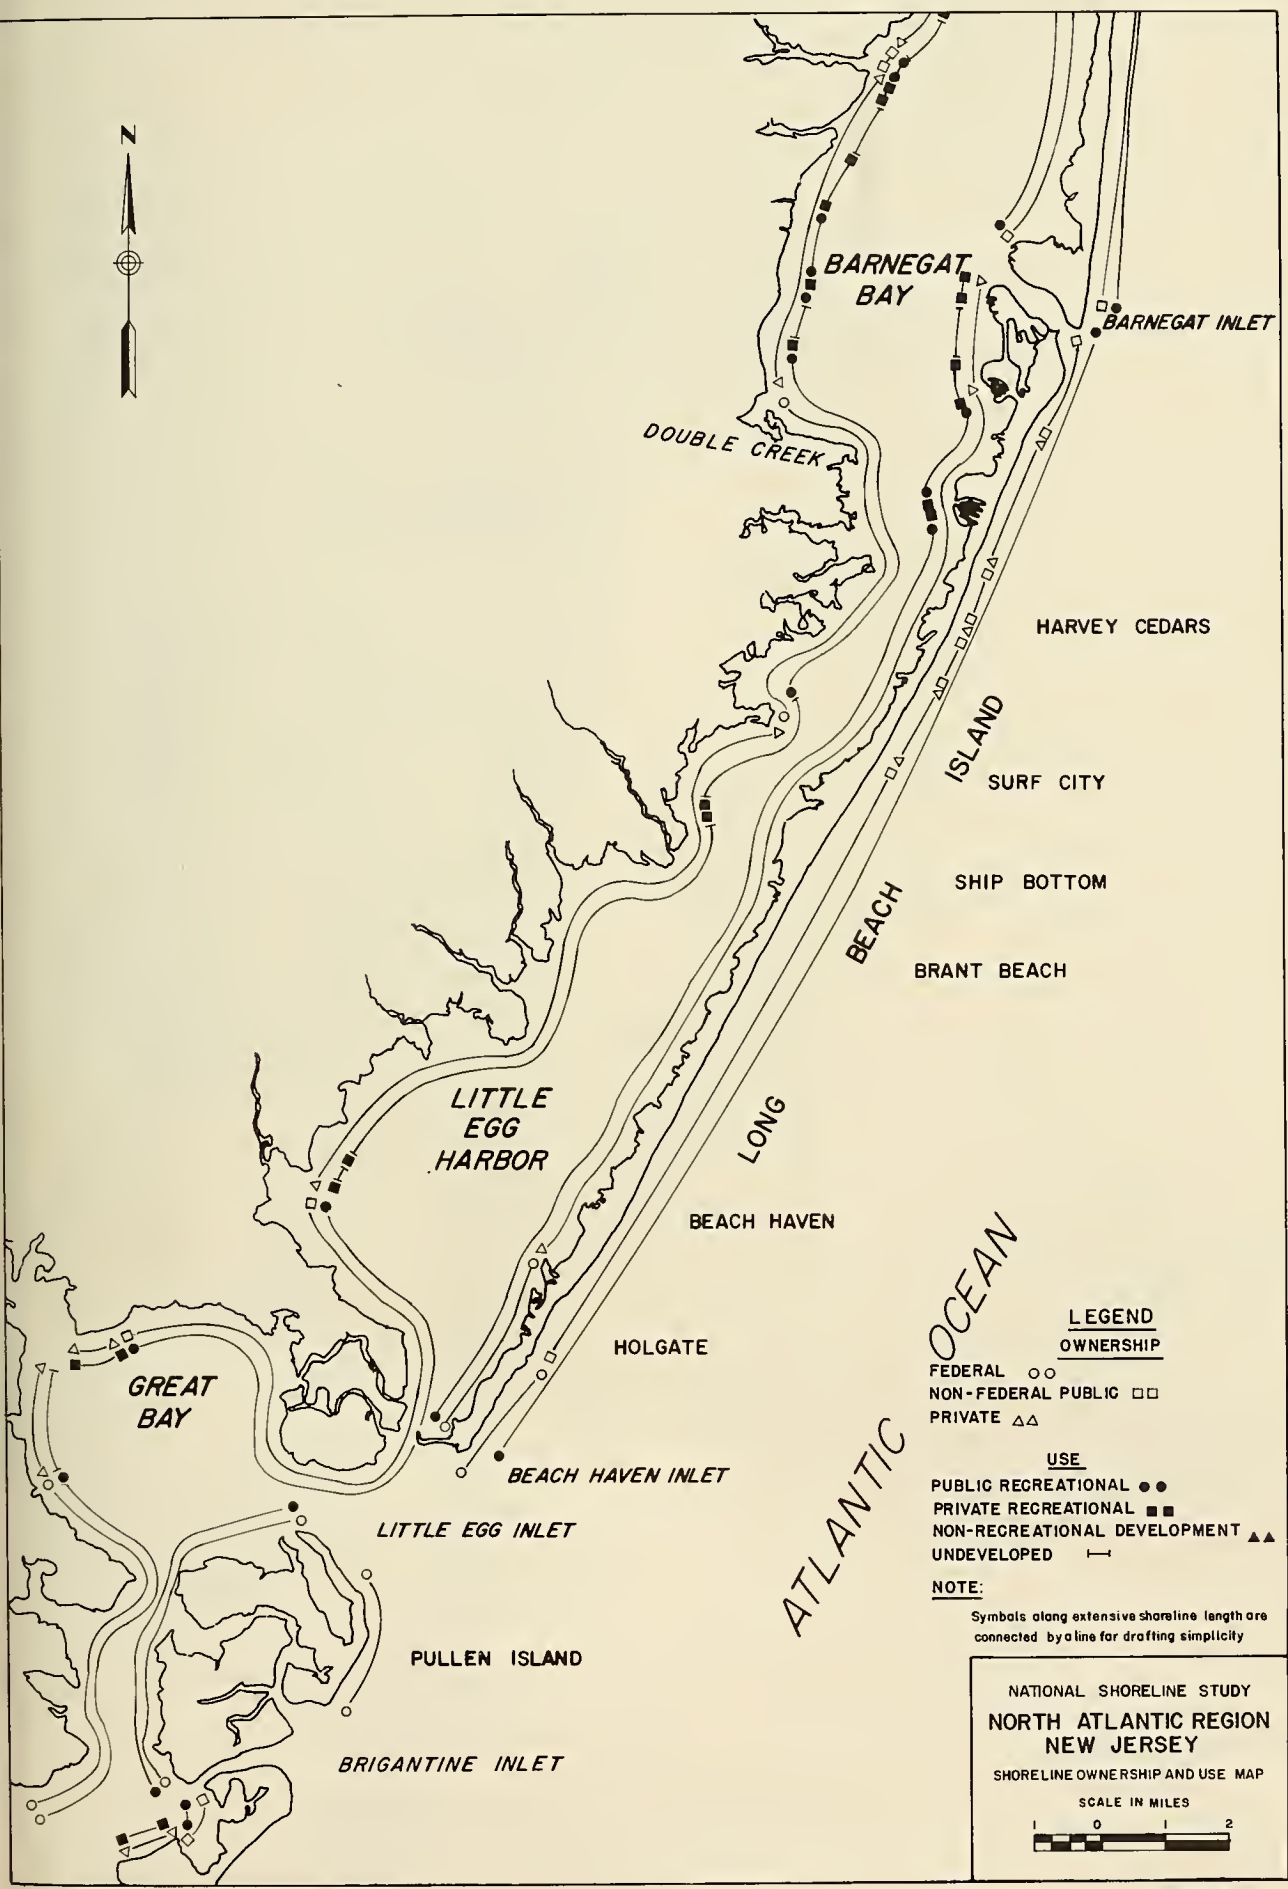 N
BARNEGAT
BAY
BARNEGAT INLET
DOUBLE CREEK
HARVEY CEDARS
ISLAND
SURF CITY
SHIP BOTTOM
BEACH
BRANT BEACH
LITTLE
EGG
HARBOR
LONG
BEACH HAVEN
OCEAN
HOLGATE
GREAT
BAY
ATLANTIC
BEACH HAVEN INLET
LITTLE EGG INLET
PULLEN ISLAND
BRIGANTINE INLET
LEGEND
OWNERSHIP
FEDERAL
NON-FEDERAL PUBLIC
PRIVATE
USE
PUBLIC RECREATIONAL
PRIVATE RECREATIONAL
NON-RECREATIONAL DEVELOPMENT
UNDEVELOPED
NOTE:
Symbols along extensive shoreline length are
connected by a line for drafting simplicity
NATIONAL SHORELINE STUDY
NORTH ATLANTIC REGION
NEW JERSEY
SHORELINE OWNERSHIP AND USE MAP
SCALE IN MILES
1 0 1 2